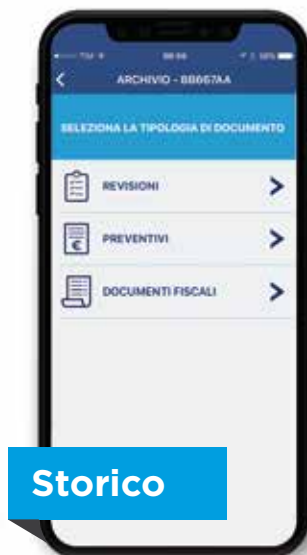 ARCHIVIO - BB667AA
SELEZIONA LA TIPOLOGIA DI DOCUMENTO
REVISIONI
PREVENTIVI
DOCUMENTI FISCALI
Storico